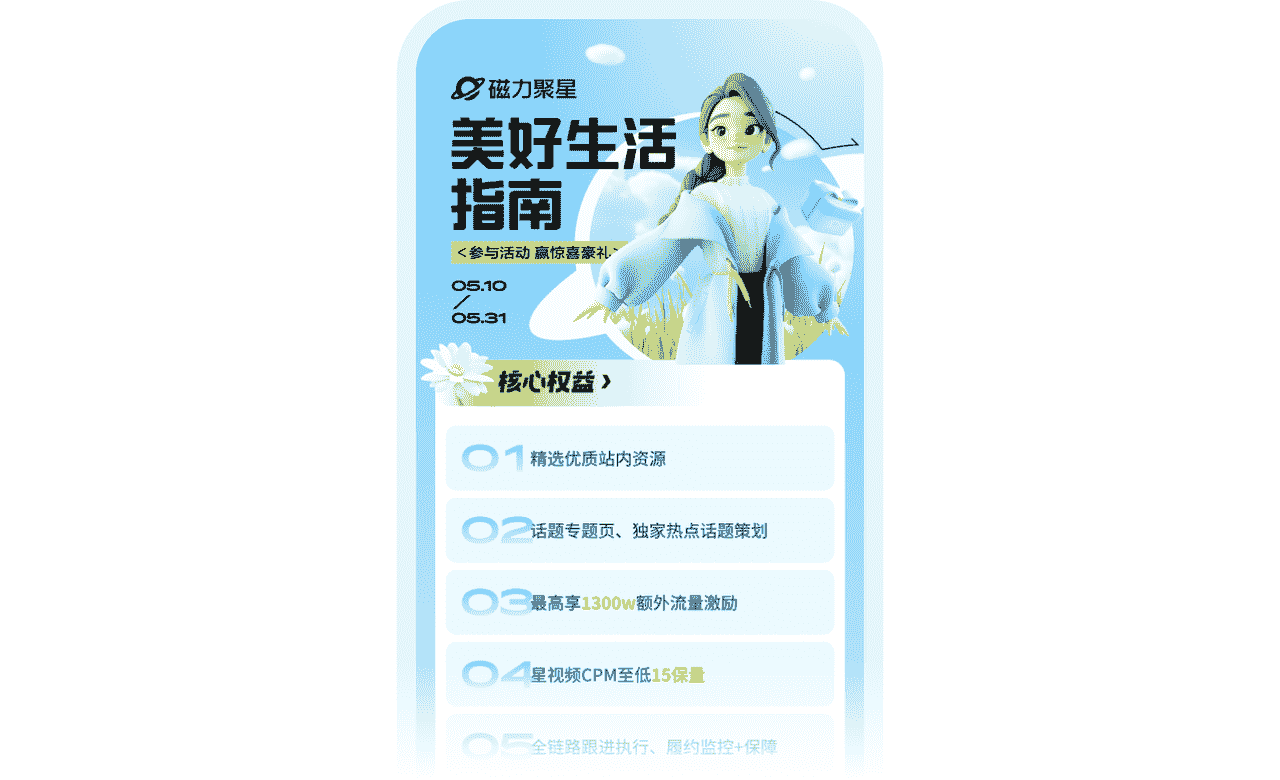 磁力聚星
美好生活
指南
<参与活动 赢惊喜豪礼>
05.10
/
05.31
核心权益 >
01 精选优质站内资源
02 话题专题页、独家热点话题策划
03 最高享1300w额外流量激励
04 星视频CPM至低15保量
05 全链路跟进执行、履约监控+保障